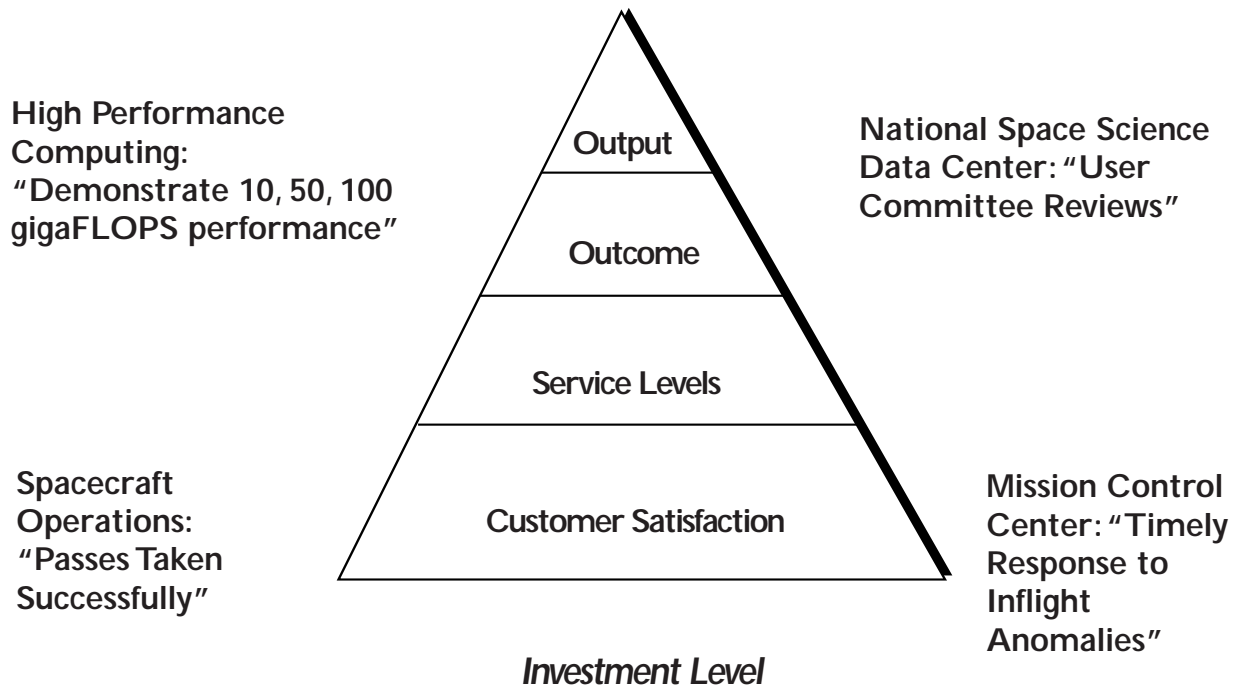 High Performance
Computing:
“Demonstrate 10, 50, 100
gigaFLOPS performance”
Output
Outcome
Service Levels
Customer Satisfaction
National Space Science
Data Center: “User
Committee Reviews”
Spacecraft
Operations:
“Passes Taken
Successfully”
Mission Control
Center: “Timely
Response to
Inflight
Anomalies”
Investment Level